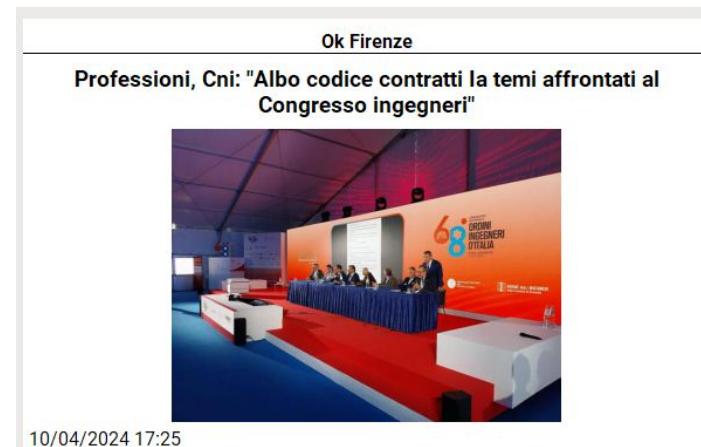 Ok Firenze
Professioni, Cni: "Albo codice contratti Ia temi affrontati al
Congresso ingegneri"
68°
ORDINI
INGEGNERI
D'ITALIA
10/04/2024 17:25